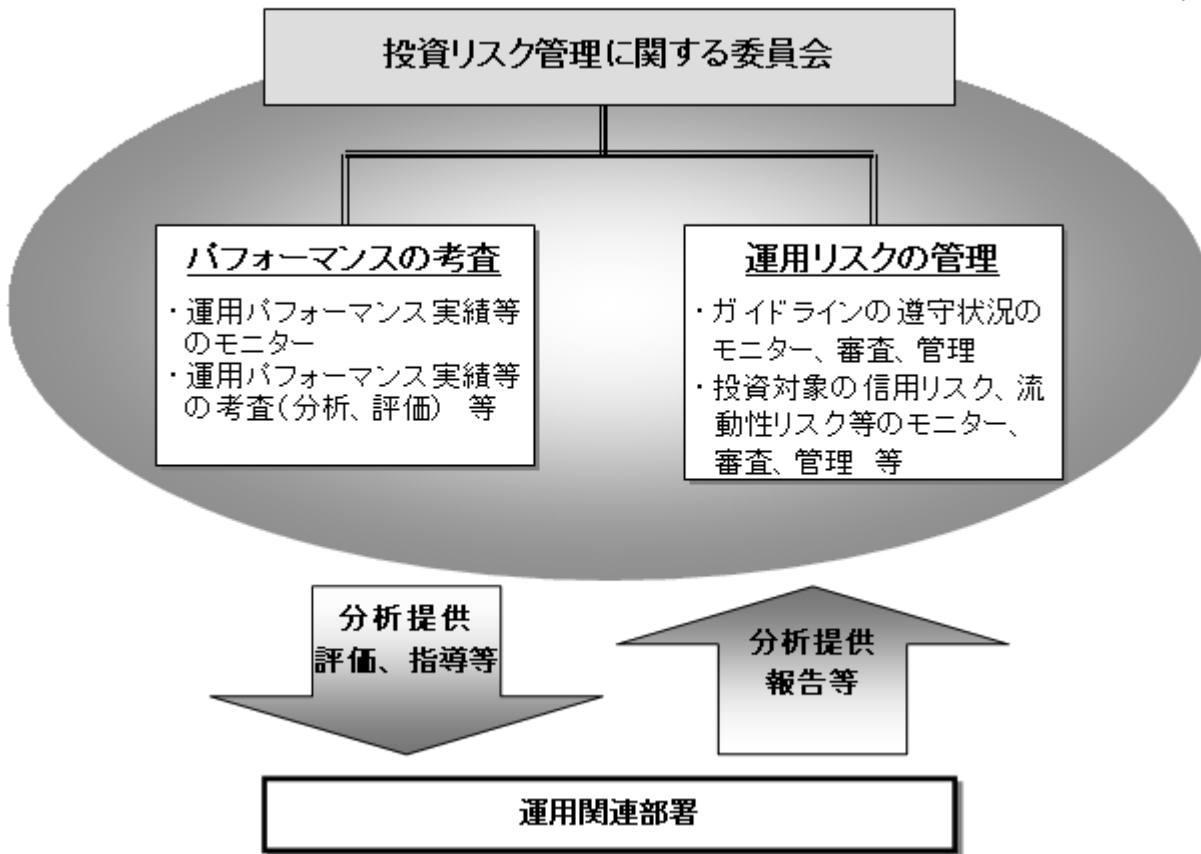 投資リスク管理に関する委員会
パフォーマンスの考査
・運用パフォーマンス実績等
のモニター
・運用パフォーマンス実績等
の考査(分析、評価) 等
運用リスクの管理
・ガイドラインの遵守状況の
モニター、審査、管理
・投資対象の信用リスク、流
動性リスク等のモニター、
審査、管理 等
分析提供
評価、指導等
分析提供
報告等
運用関連部署